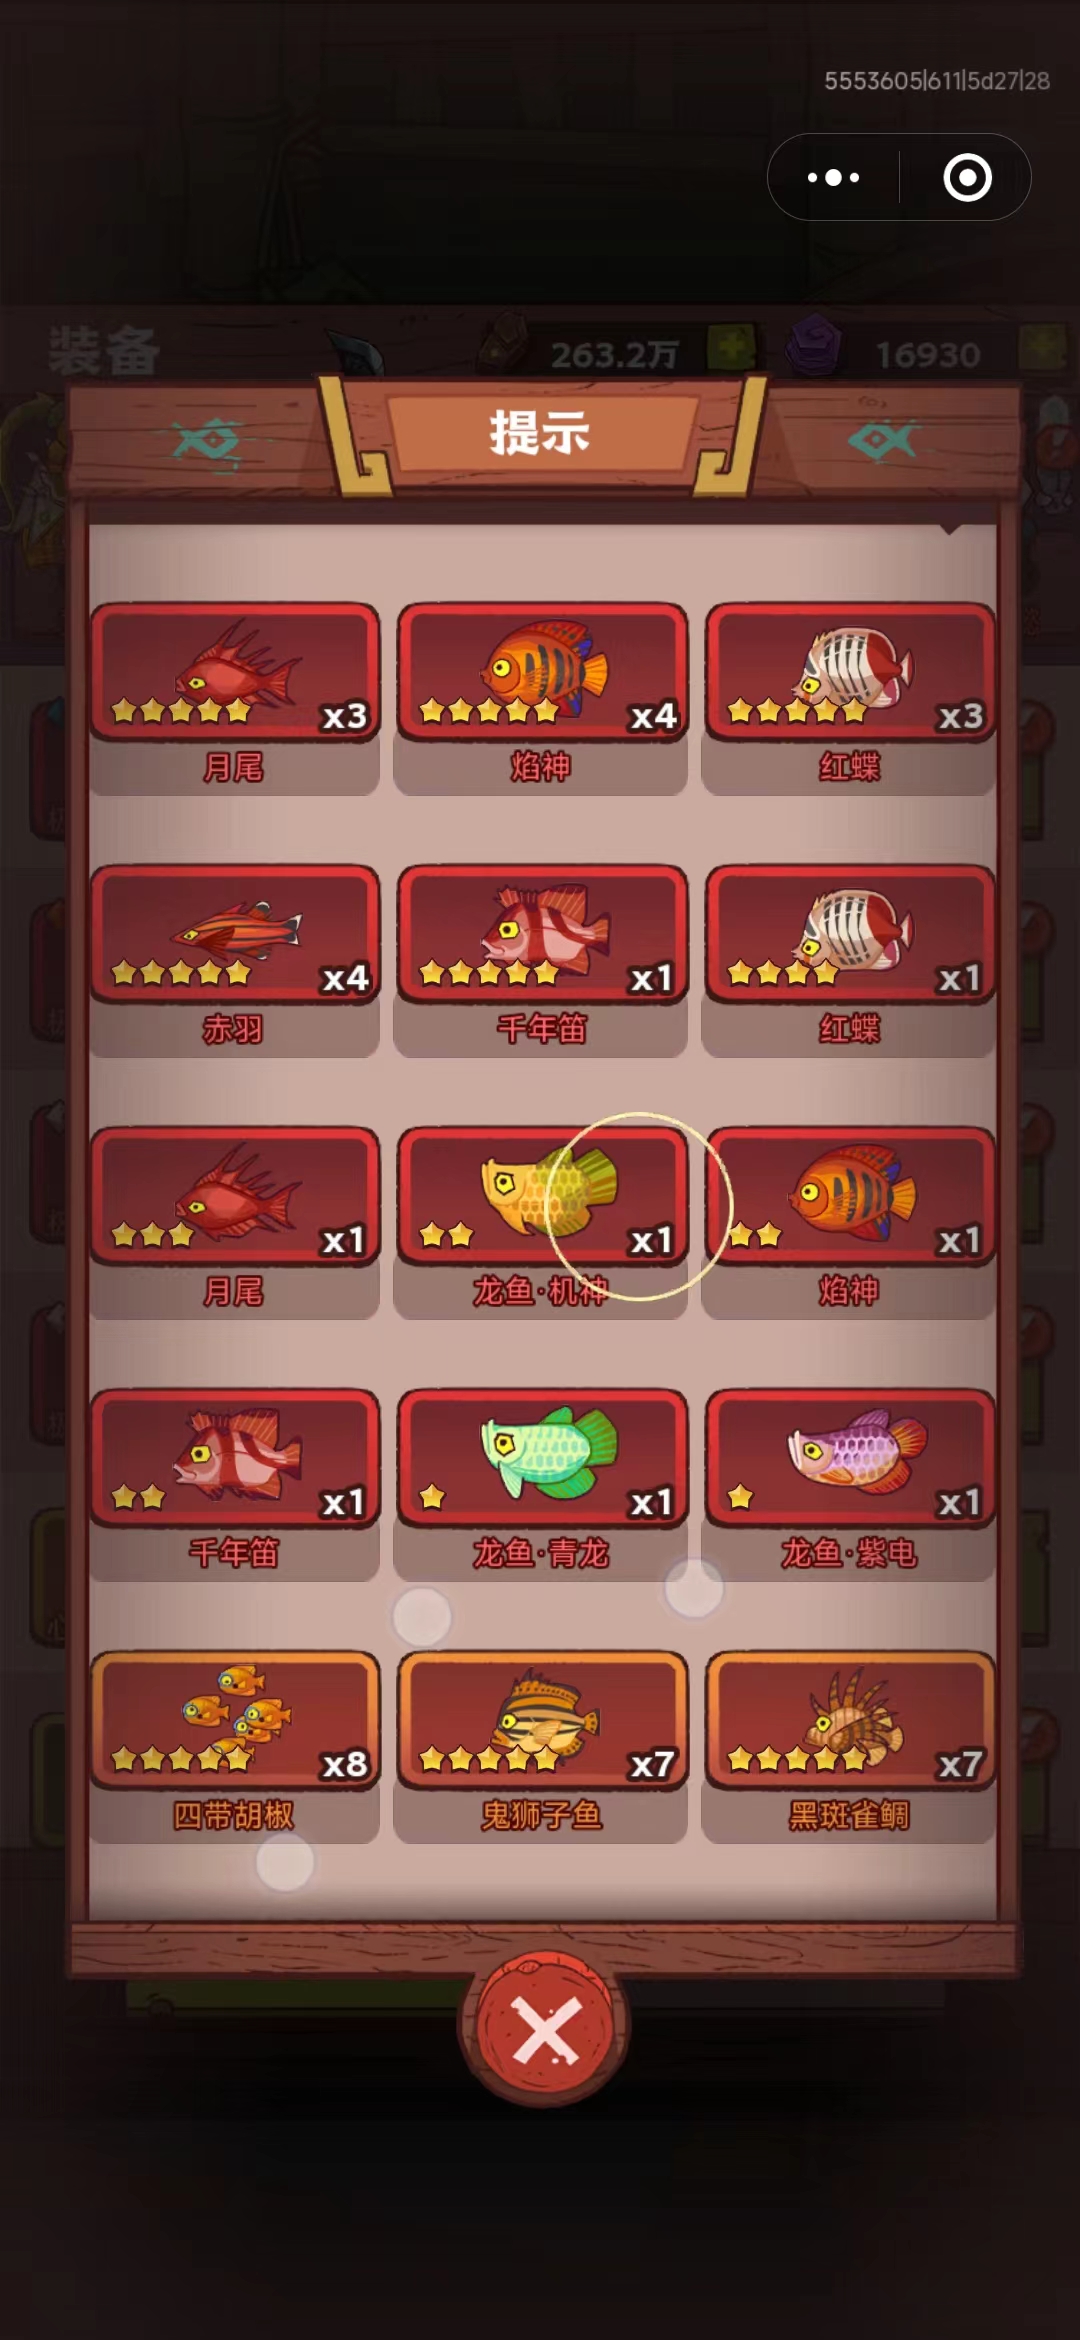 5553605|611|5d27|28
装备 263.2万 16930
提示
x3 x4 x3
月尾 焰神 红蝶
x4 x1 x1
赤羽 千年笛 红蝶
x1 x1 x1
月尾 龙鱼·机神 焰神
x1 x1 x1
千年笛 龙鱼·青龙 龙鱼·紫电
x8 x7 x7
四带胡椒 鬼狮子鱼 黑斑雀鲷